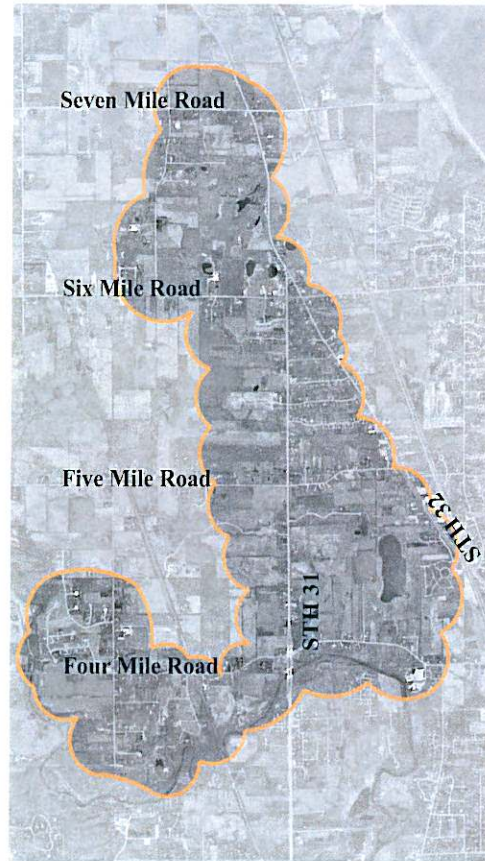 Seven Mile Road
Six Mile Road
Five Mile Road
STH 32
STH 31
Four Mile Road